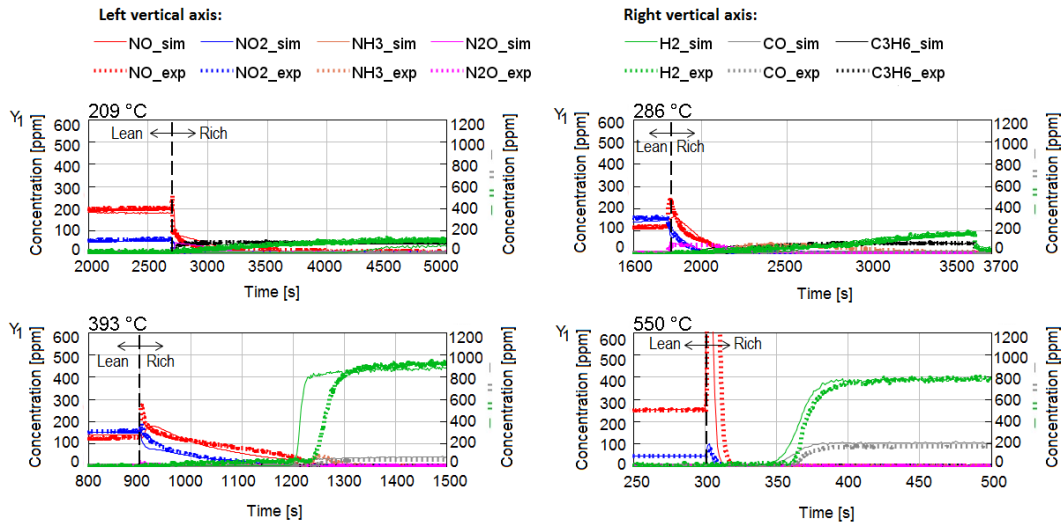 Left vertical axis:
Right vertical axis:
NO_sim NO2_sim NH3_sim N2O_sim
H2_sim CO_sim C3H6_sim
NO_exp NO2_exp NH3_exp N2O_exp
H2_exp CO_exp C3H6_exp
Y1 209 °C
600 500 400 300 200 100 0
Concentration [ppm]
Lean Rich
1200 1000 800 600 400 200 0
Concentration [ppm]
2000 3000 4000 4500 5000
Time [s]
Y1 286 °C
600 500 400 300 200 100 0
Concentration [ppm]
Lean Rich
1200 1000 800 600 400 200 0
Concentration [ppm]
1600 2000 3000 3700
Time [s]
Y1 393 °C
600 500 400 300 200 100 0
Concentration [ppm]
Lean Rich
1200 1000 800 600 400 200 0
Concentration [ppm]
800 900 1000 1100 1200 1300 1400 1500
Time [s]
Y1 550 °C
600 500 400 300 200 100 0
Concentration [ppm]
Lean Rich
1200 1000 800 600 400 200 0
Concentration [ppm]
250 300 350 400 450 500
Time [s]